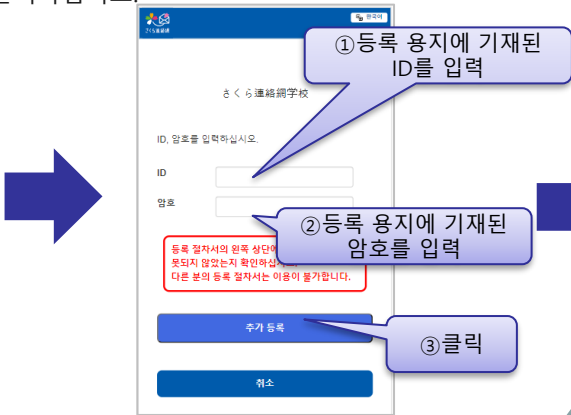 さくら連絡網
한국어
①등록 용지에 기재된
ID를 입력
さくら連絡網学校
ID, 암호를 입력하십시오.
ID
암호
②등록 용지에 기재된
암호를 입력
등록 절차서의 왼쪽 상단에
못되지 않았는지 확인하십
다른 분의 등록 절차서는 이용이 불가합니다.
추가 등록
③클릭
취소